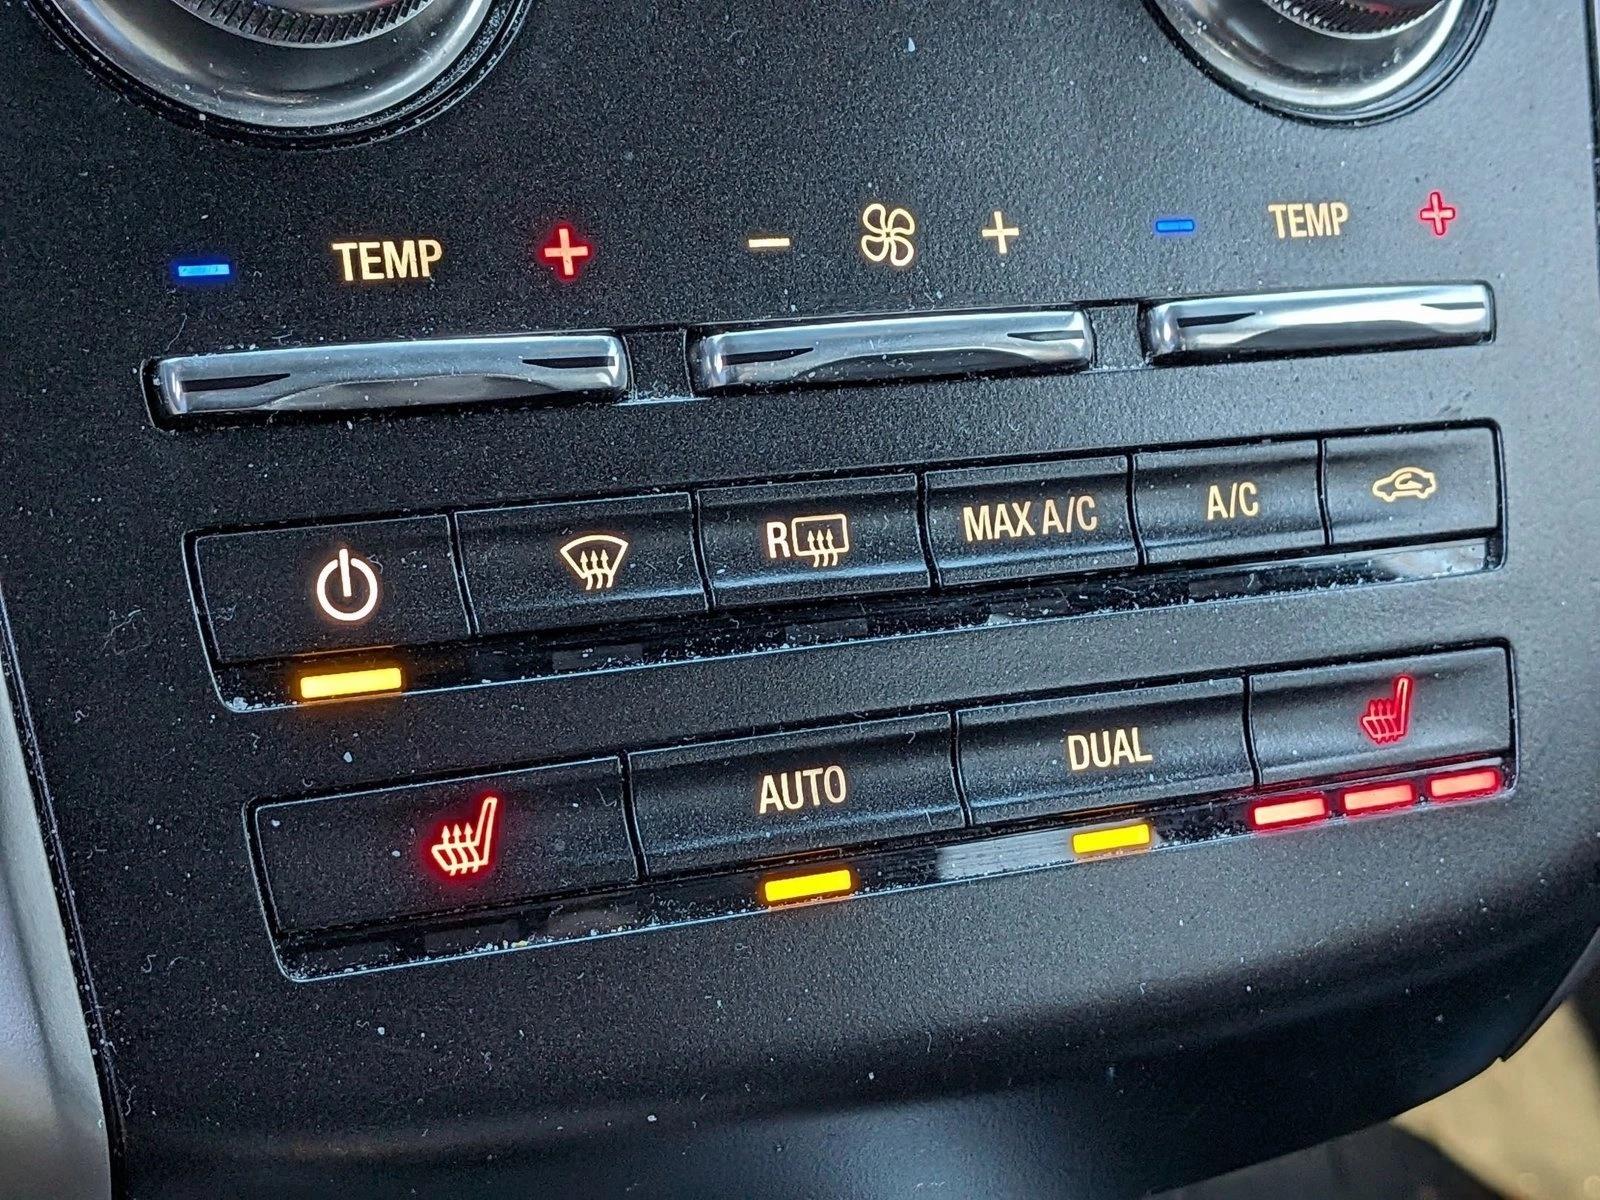 TEMP TEMP
R MAX A/C A/C
AUTO DUAL